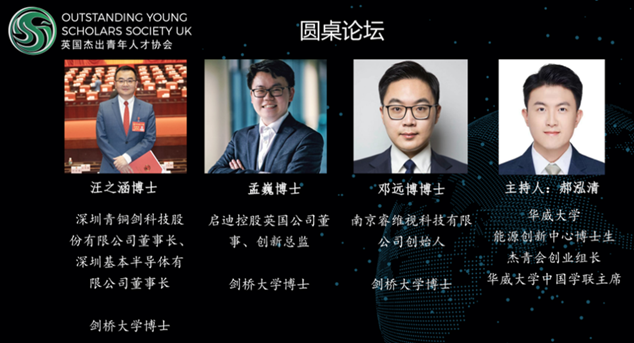 OUTSTANDING YOUNG
SCHOLARS SOCIETY UK
英国杰出青年人才协会
圆桌论坛
汪之涵博士
深圳青铜剑科技股
份有限公司董事长、
深圳基本半导体有
限公司董事长
剑桥大学博士
孟巍博士
启迪控股英国公司董
事、创新总监
剑桥大学博士
邓远博博士
南京睿维视科技有限
公司创始人
剑桥大学博士
主持人：郝泓清
华威大学
能源创新中心博士生
杰青会创业组长
华威大学中国学联主席